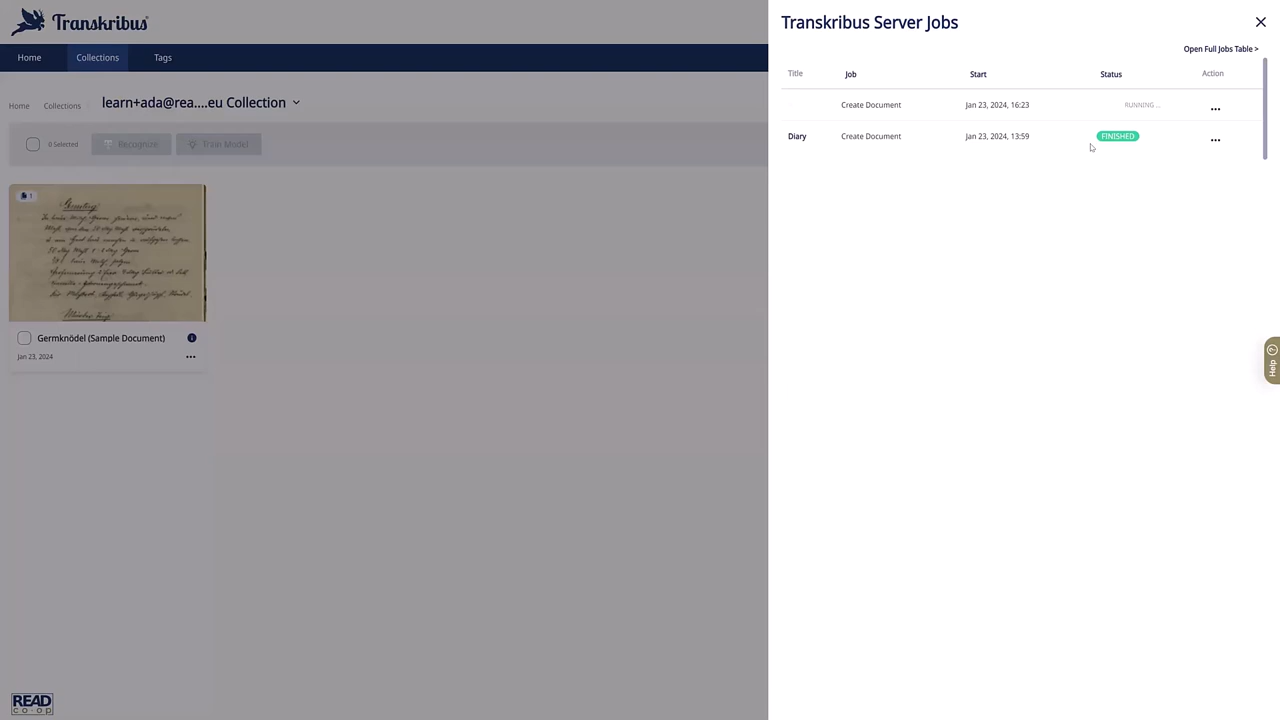 Transkribus
Home Collections Tags
Home Collections learn+ada@rea....eu Collection
0 Selected Recognize Train Model
1
Germknödel (Sample Document)
Jan 23, 2024
READ
co-op
Transkribus Server Jobs
Open Full Jobs Table >
Title Job Start Status Action
Create Document Jan 23, 2024, 16:23 RUNNING ...
Diary Create Document Jan 23, 2024, 13:59 FINISHED
Help